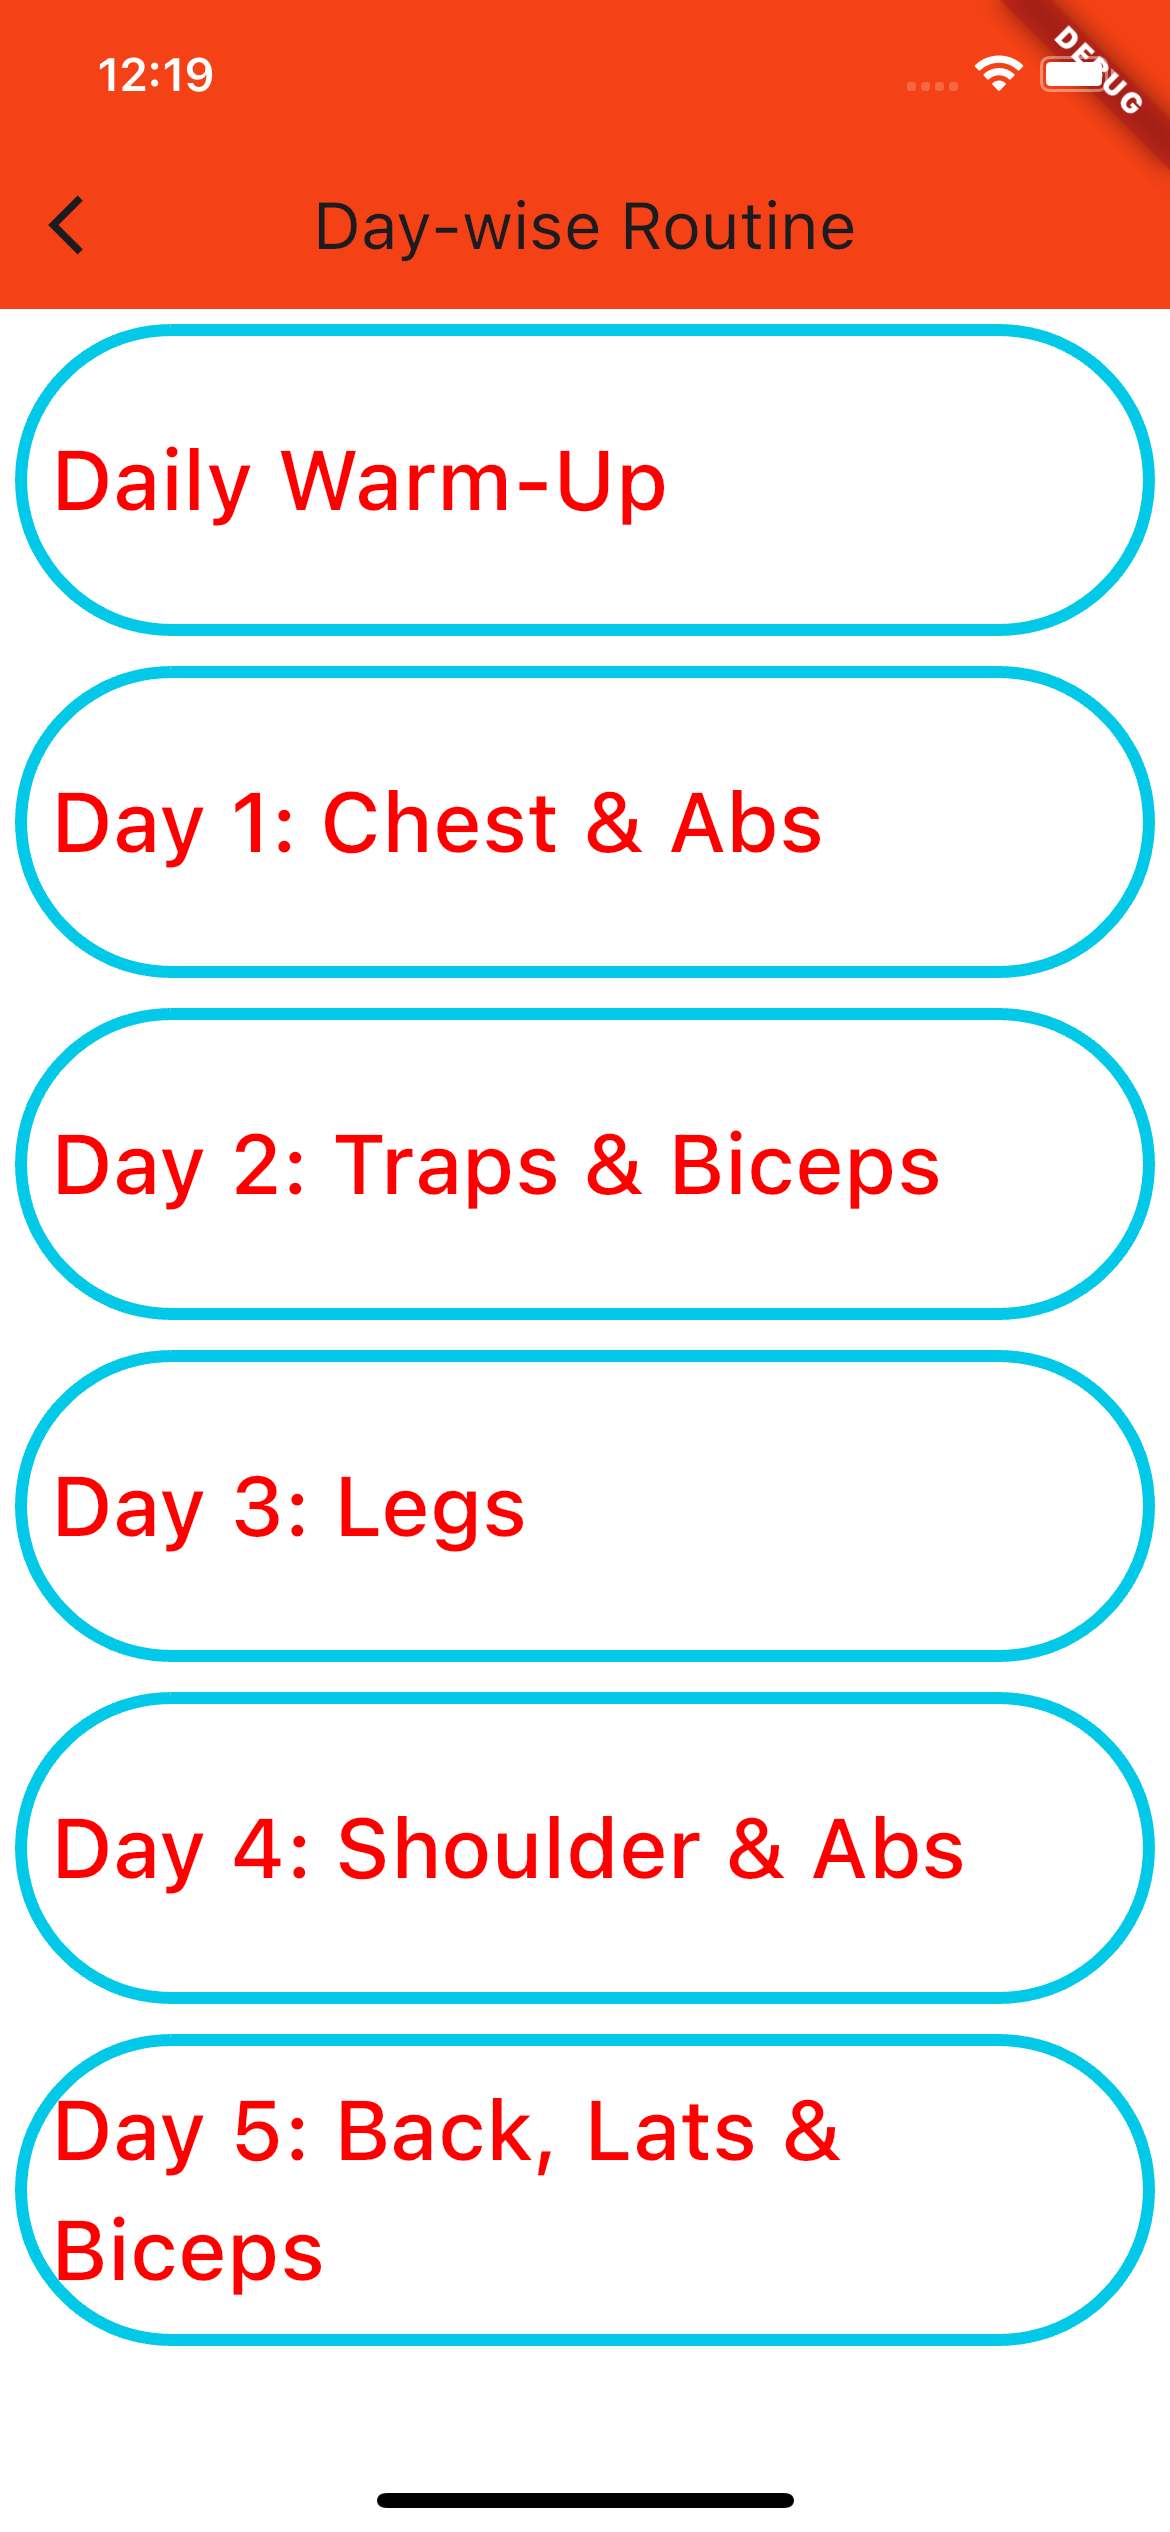 12:19
DEBUG
Day-wise Routine
Daily Warm-Up
Day 1: Chest & Abs
Day 2: Traps & Biceps
Day 3: Legs
Day 4: Shoulder & Abs
Day 5: Back, Lats &
Biceps